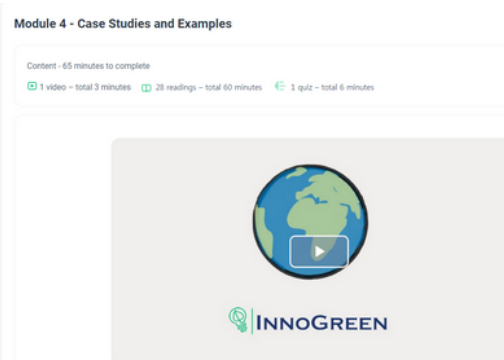 Module 4 - Case Studies and Examples
Content - 65 minutes to complete
1 video – total 3 minutes 28 readings – total 60 minutes 1 quiz – total 6 minutes
INNOGREEN